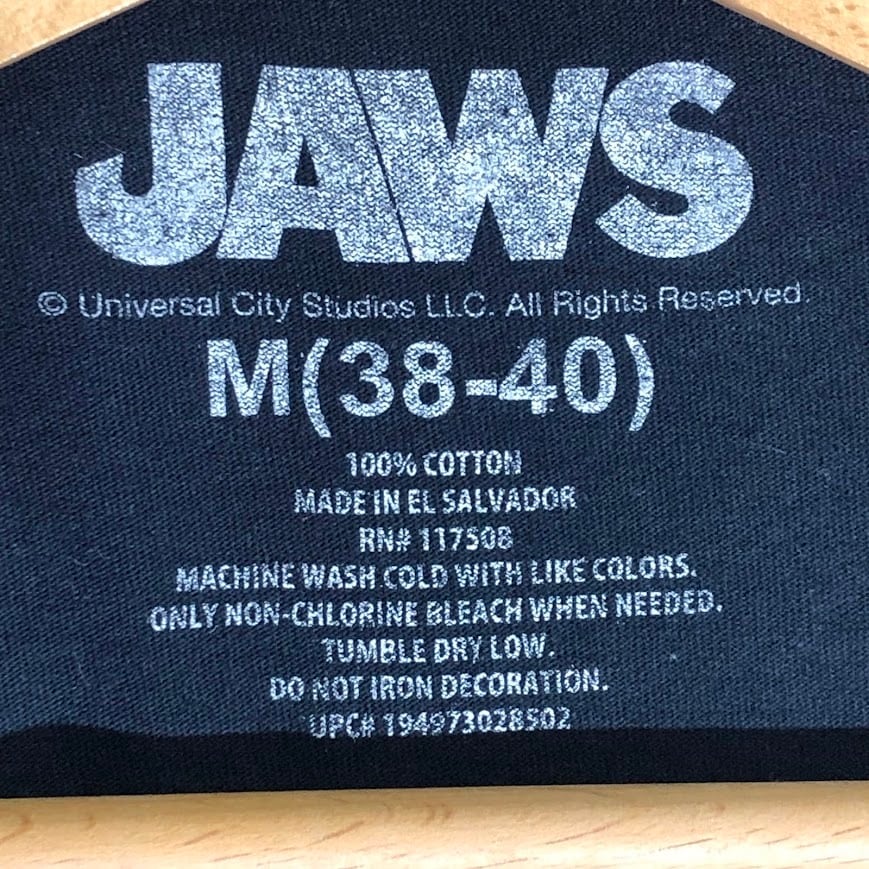 JAWS
© Universal City Studios LLC. All Rights Reserved.
M(38-40)
100% COTTON
MADE IN EL SALVADOR
RN# 117508
MACHINE WASH COLD WITH LIKE COLORS.
ONLY NON-CHLORINE BLEACH WHEN NEEDED.
TUMBLE DRY LOW.
DO NOT IRON DECORATION.
UPC# 194973028502